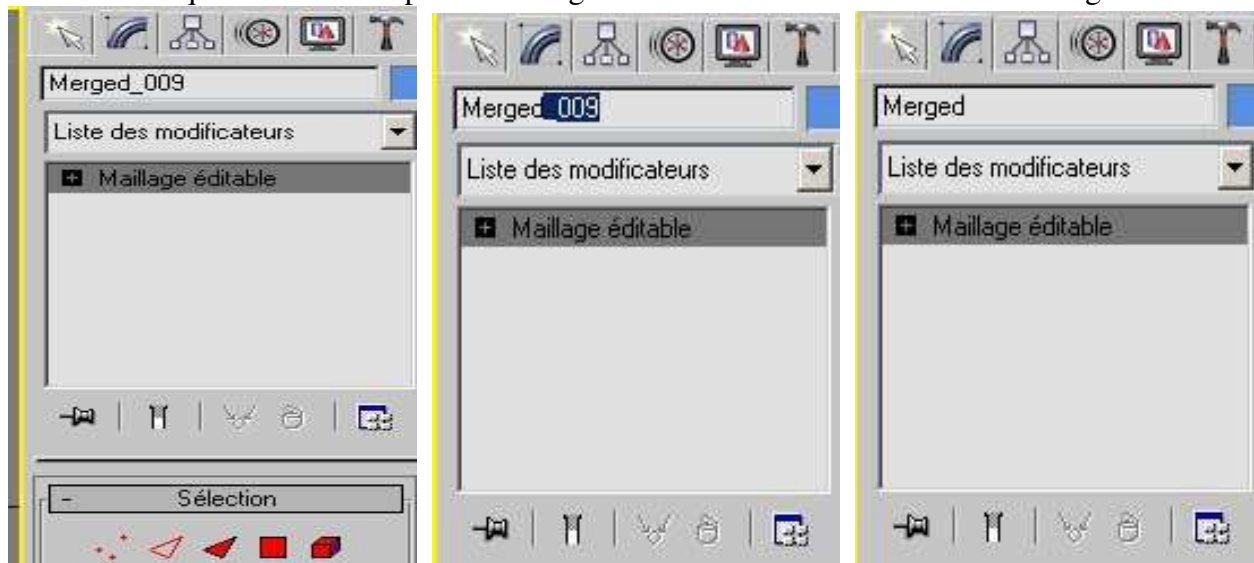 Merged_009
Liste des modificateurs
Maillage éditable
Sélection
Merged_009
Liste des modificateurs
Maillage éditable
Merged
Liste des modificateurs
Maillage éditable